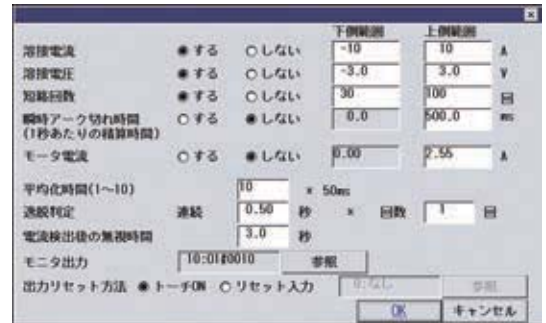 下側範囲 上側範囲
溶接電流 ●する ○しない -10 10 A
溶接電圧 ●する ○しない -3.0 3.0 V
短絡回数 ●する ○しない 30 100 回
瞬時アーク切れ時間 ○する ●しない 0.0 500.0 ms
(1秒あたりの積算時間)
モータ電流 ○する ●しない 0.00 2.55 A
平均化時間(1～10) 10 × 50ms
逸脱判定 連続 0.50 秒 × 回数 1 回
電流検出後の無視時間 3.0 秒
モニタ出力 10:01#0010 参照
出力リセット方法 ●トーチON ○リセット入力 0:なし 参照
OK キャンセル